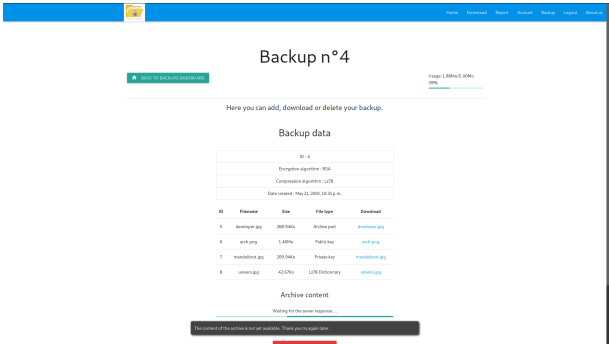 Home Download Report Account Backup Logout About us
Backup n°4
BACK TO BACKUPS DASHBOARD
Usage: 1.98Mo/5.00Mo
39%
Here you can add, download or delete your backup.
Backup data
ID : 4
Encryption algorithm : RSA
Compression algorithm : Lz78
Date created : May 21, 2019, 10:31 p.m.
ID Filename Size File type Download
5 developer.jpg 268.94Ko Archive part developer.jpg
6 arch.png 1.46Mo Public key arch.png
7 mandelbrot.jpg 209.94Ko Private key mandelbrot.jpg
8 univers.jpg 42.67Ko Lz78 Dictionnary univers.jpg
Archive content
Waiting for the server response...
The content of the archive is not yet available. Thank you try again later.